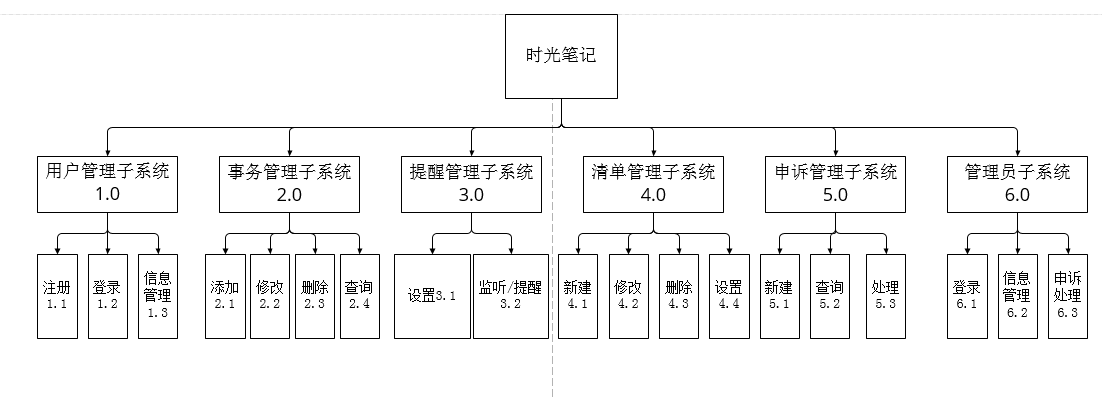 时光笔记
用户管理子系统
1.0
事务管理子系统
2.0
提醒管理子系统
3.0
清单管理子系统
4.0
申诉管理子系统
5.0
管理员子系统
6.0
注册
1.1
登录
1.2
信息
管理
1.3
添加
2.1
修改
2.2
删除
2.3
查询
2.4
设置3.1
监听/提醒
3.2
新建
4.1
修改
4.2
删除
4.3
设置
4.4
新建
5.1
查询
5.2
处理
5.3
登录
6.1
信息
管理
6.2
申诉
处理
6.3